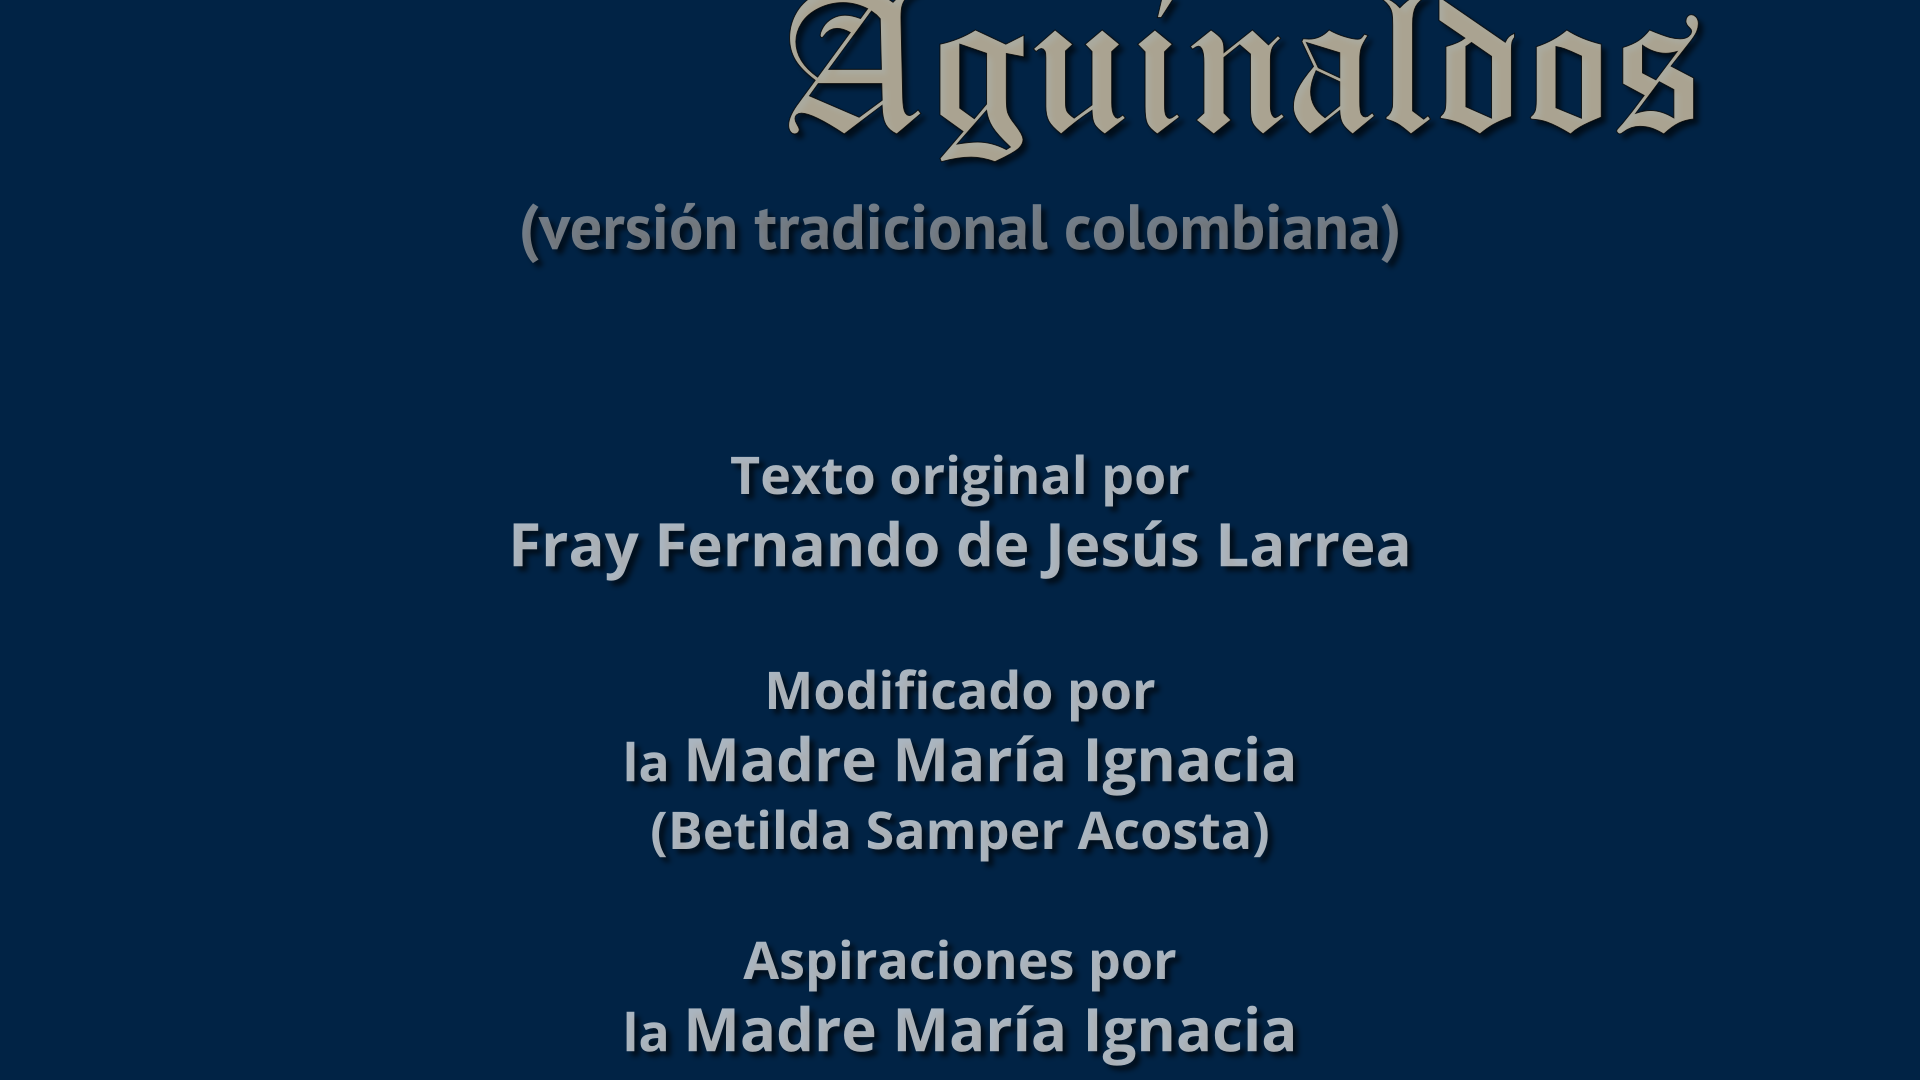 Aguinaldos
(versión tradicional colombiana)
Texto original por
Fray Fernando de Jesús Larrea
Modificado por
la Madre María Ignacia
(Betilda Samper Acosta)
Aspiraciones por
la Madre María Ignacia